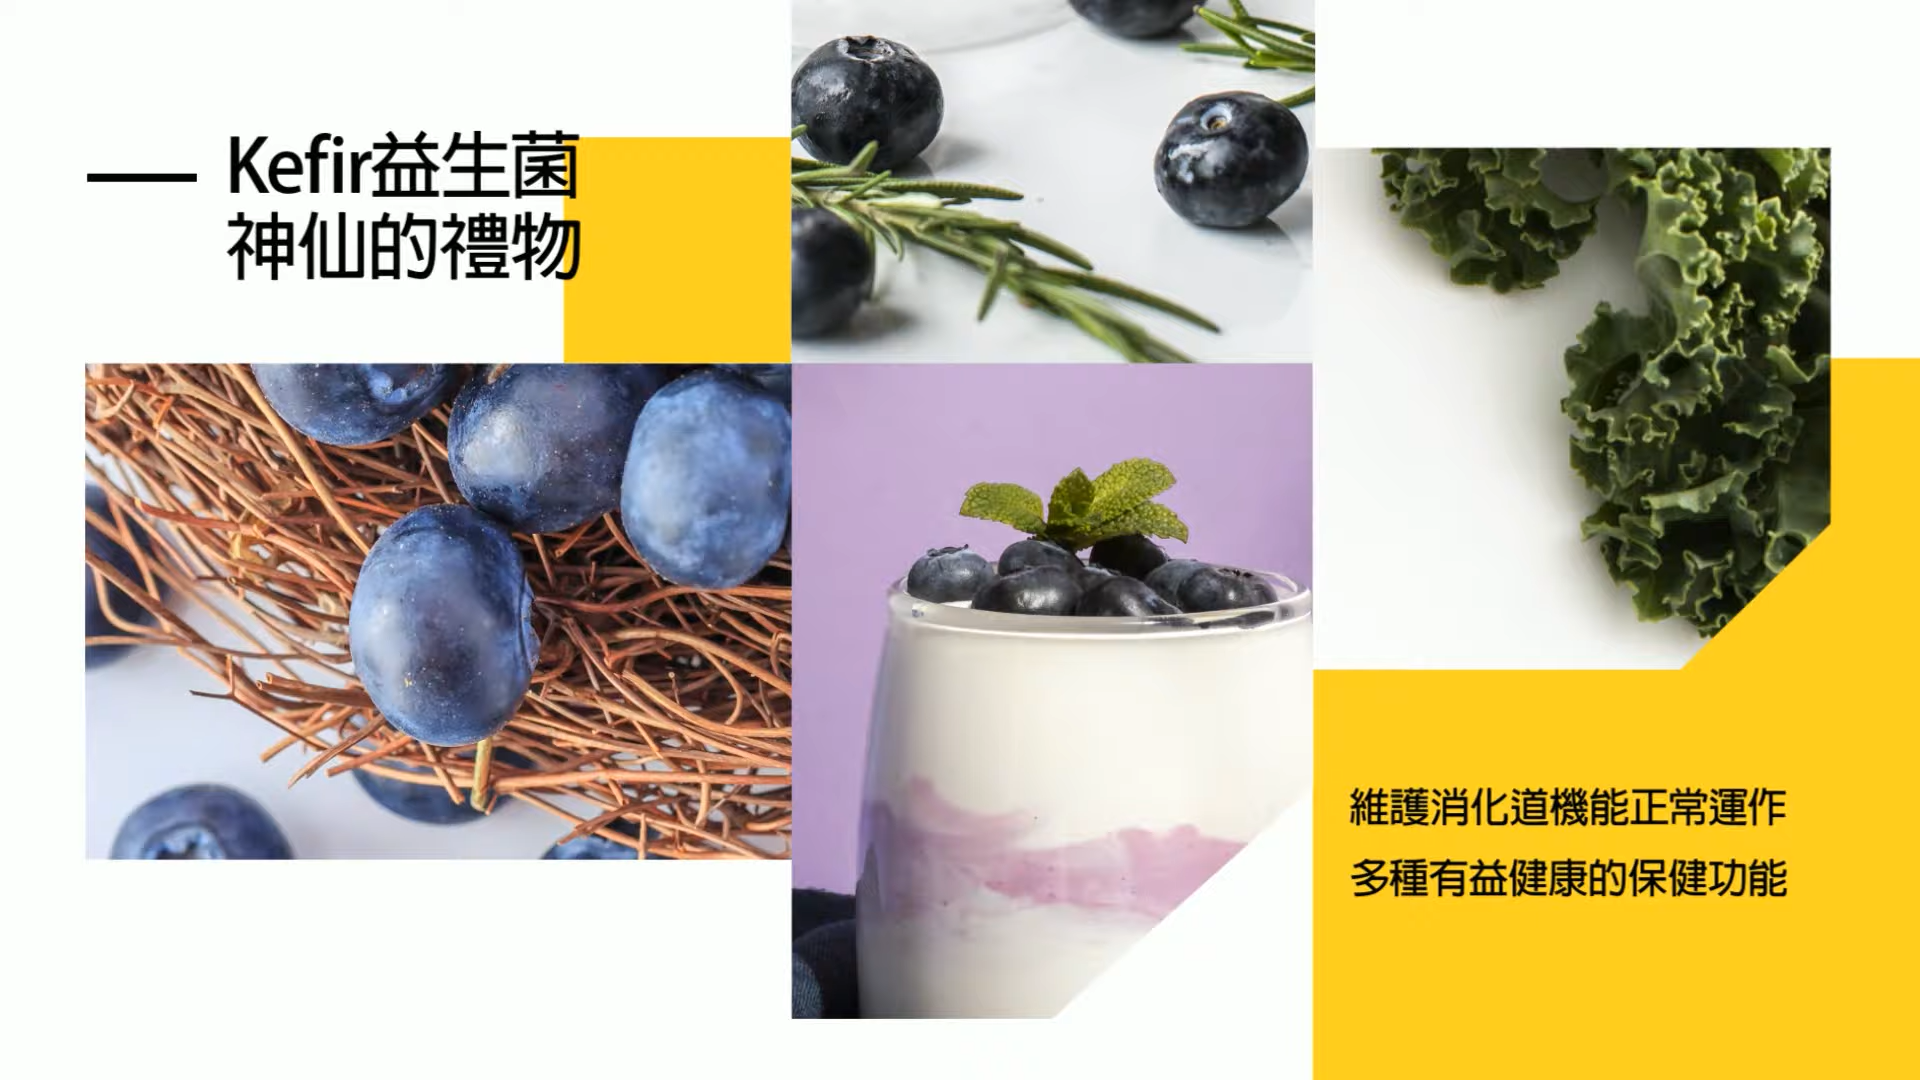 Kefir益生菌
神仙的禮物
維護消化道機能正常運作
多種有益健康的保健功能